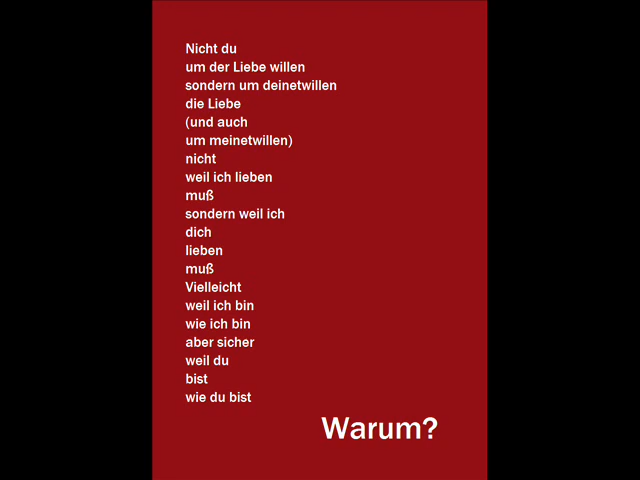 Nicht du
um der Liebe willen
sondern um deinetwillen
die Liebe
(und auch
um meinetwillen)
nicht
weil ich lieben
muß
sondern weil ich
dich
lieben
muß
Vielleicht
weil ich bin
wie ich bin
aber sicher
weil du
bist
wie du bist
Warum?